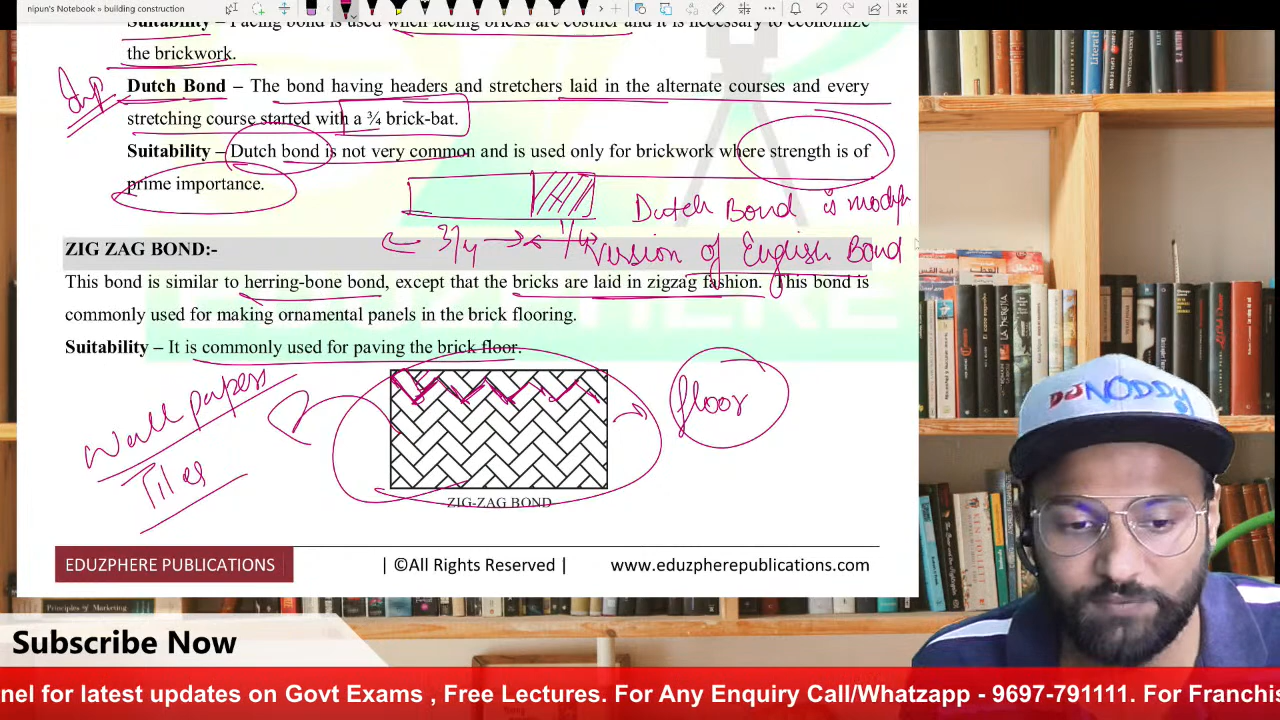 nipun's Notebook » building construction
Suitability – Facing bond is used when facing bricks are costlier and it is necessary to economize
the brickwork.
Imp
Dutch Bond – The bond having headers and stretchers laid in the alternate courses and every
stretching course started with a ¾ brick-bat.
Suitability – Dutch bond is not very common and is used only for brickwork where strength is of
prime importance.
Dutch Bond is modify
3/4 1/4 Version of English Bond
ZIG ZAG BOND:-
This bond is similar to herring-bone bond, except that the bricks are laid in zigzag fashion. This bond is
commonly used for making ornamental panels in the brick flooring.
Suitability – It is commonly used for paving the brick floor.
Wall papers
Tiles
floor
ZIG-ZAG BOND
EDUZPHERE PUBLICATIONS | ©All Rights Reserved | www.eduzpherepublications.com
DJ NODDY
Principles of Marketing
Subscribe Now
nel for latest updates on Govt Exams , Free Lectures. For Any Enquiry Call/Whatzapp - 9697-791111. For Franchis